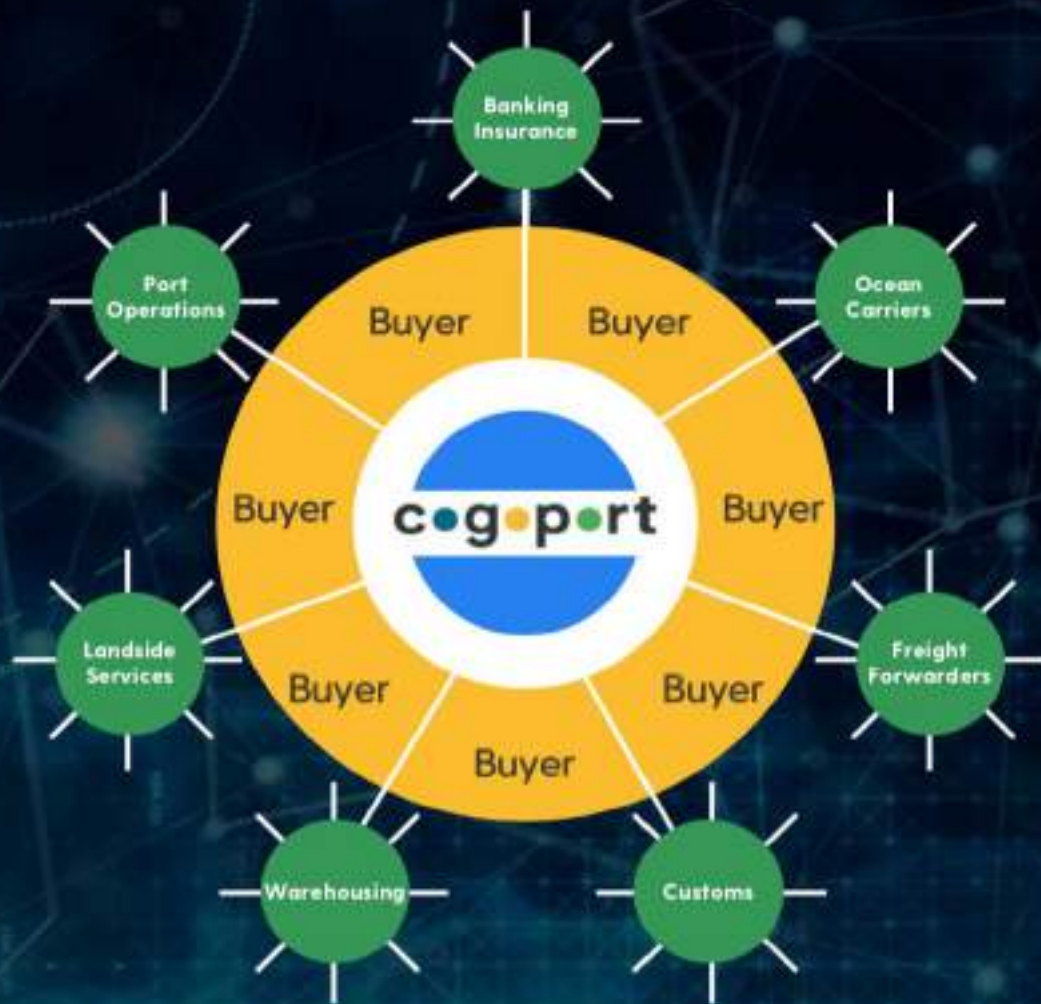 Banking
Insurance
Port
Operations
Ocean
Carriers
Buyer
Buyer
Buyer
cogoport
Buyer
Landside
Services
Freight
Forwarders
Buyer
Buyer
Buyer
Warehousing
Customs